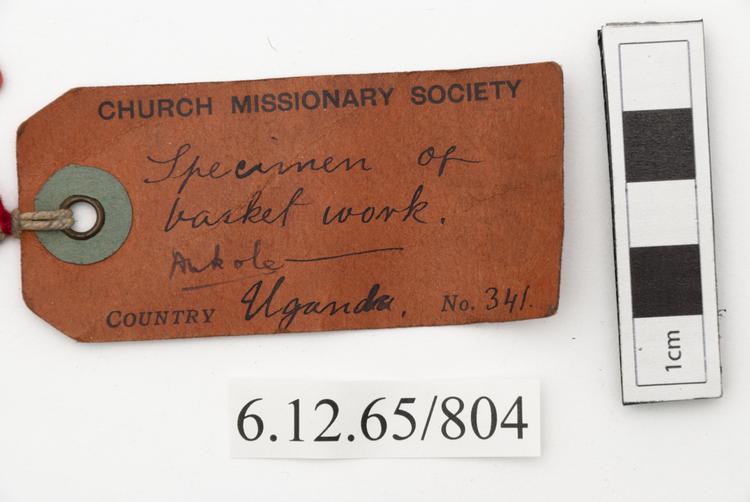 CHURCH MISSIONARY SOCIETY
Specimen of
basket work.
Ankole
COUNTRY Uganda. No. 341.
6.12.65/804
1cm